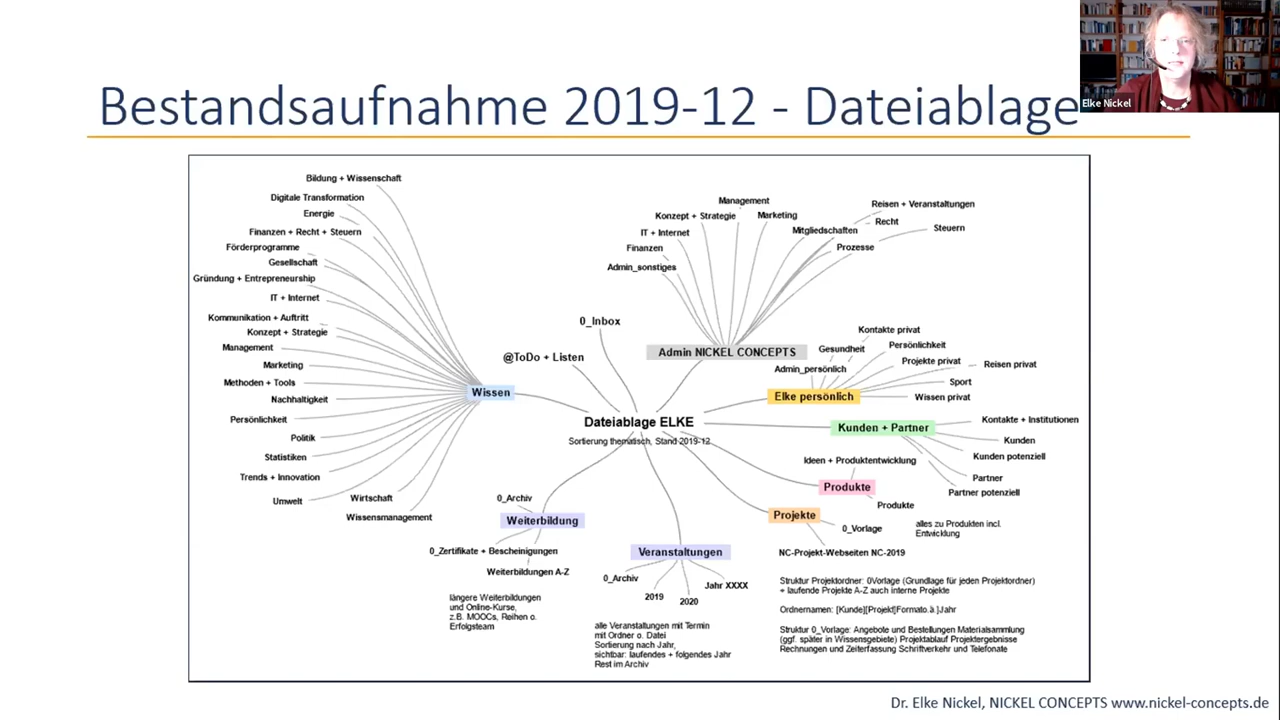 Bestandsaufnahme 2019-12 - Dateiablage
Elke Nickel
Bildung + Wissenschaft
Digitale Transformation
Energie
Finanzen + Recht + Steuern
Förderprogramme
Gesellschaft
Gründung + Entrepreneurship
IT + Internet
Kommunikation + Auftritt
Konzept + Strategie
Management
Marketing
Methoden + Tools
Nachhaltigkeit
Persönlichkeit
Politik
Statistiken
Trends + Innovation
Umwelt
Wirtschaft
Wissensmanagement
Wissen
@ToDo + Listen
0_Inbox
Management
Konzept + Strategie
Marketing
IT + Internet
Finanzen
Admin_sonstiges
Mitgliedschaften
Reisen + Veranstaltungen
Recht
Steuern
Prozesse
Admin NICKEL CONCEPTS
Kontakte privat
Gesundheit
Persönlichkeit
Admin_persönlich
Projekte privat
Reisen privat
Sport
Wissen privat
Elke persönlich
Dateiablage ELKE
Sortierung thematisch, Stand 2019-12
Kunden + Partner
Kontakte + Institutionen
Kunden
Kunden potenziell
Partner
Partner potenziell
Ideen + Produktentwicklung
Produkte
Produkte
alles zu Produkten incl.
Entwicklung
Projekte
0_Vorlage
NC-Projekt-Webseiten NC-2019
Struktur Projektordner: 0Vorlage (Grundlage für jeden Projektordner)
+ laufende Projekte A-Z auch interne Projekte
Ordnernamen: [Kunde][Projekt]Formato.ä.]Jahr
Struktur 0_Vorlage: Angebote und Bestellungen Materialsammlung
(ggf. später in Wissensgebiete) Projektablauf Projektergebnisse
Rechnungen und Zeiterfassung Schriftverkehr und Telefonate
0_Archiv
Weiterbildung
0_Zertifikate + Bescheinigungen
Weiterbildungen A-Z
längere Weiterbildungen
und Online-Kurse,
z.B. MOOCs, Reihen o.
Erfolgsteam
Veranstaltungen
0_Archiv
2019
2020
Jahr XXXX
alle Veranstaltungen mit Termin
mit Ordner o. Datei
Sortierung nach Jahr,
sichtbar: laufendes + folgendes Jahr
Rest im Archiv
Dr. Elke Nickel, NICKEL CONCEPTS www.nickel-concepts.de